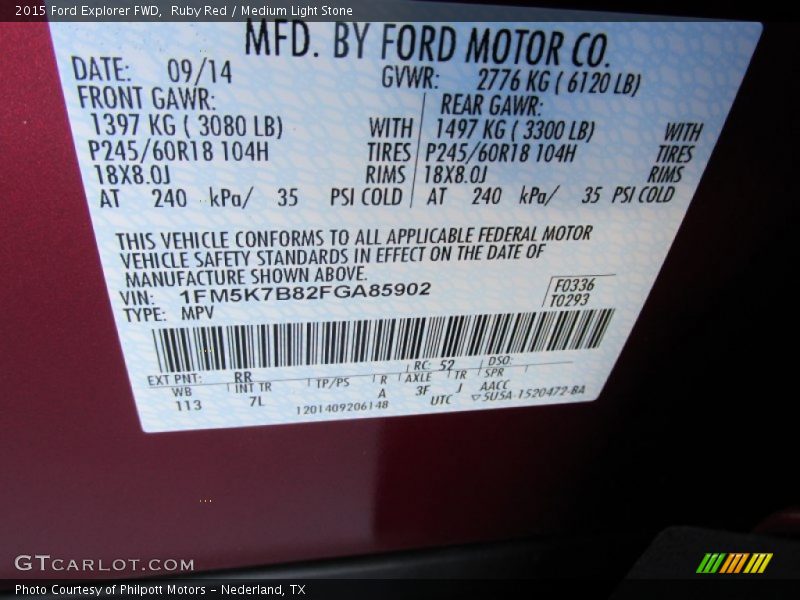 2015 Ford Explorer FWD,  Ruby Red / Medium Light Stone
MFD. BY FORD MOTOR CO.
DATE: 09/14 GVWR: 2776 KG ( 6120 LB)
FRONT GAWR: REAR GAWR:
1397 KG ( 3080 LB) WITH 1497 KG ( 3300 LB) WITH
P245/60R18 104H TIRES P245/60R18 104H TIRES
18X8.0J RIMS 18X8.0J RIMS
AT 240 kPa/ 35 PSI COLD AT 240 kPa/ 35 PSI COLD
THIS VEHICLE CONFORMS TO ALL APPLICABLE FEDERAL MOTOR
VEHICLE SAFETY STANDARDS IN EFFECT ON THE DATE OF
MANUFACTURE SHOWN ABOVE.
VIN: 1FM5K7B82FGA85902 F0336
TYPE: MPV T0293
EXT PNT: RR RC: 52 DSO:
WB INT TR TP/PS R AXLE TR SPR
113 7L A 3F J AACC
1201409206148 UTC ▽5U5A-1520472-BA
GTCARLOT.COM
Photo Courtesy of Philpott Motors - Nederland, TX